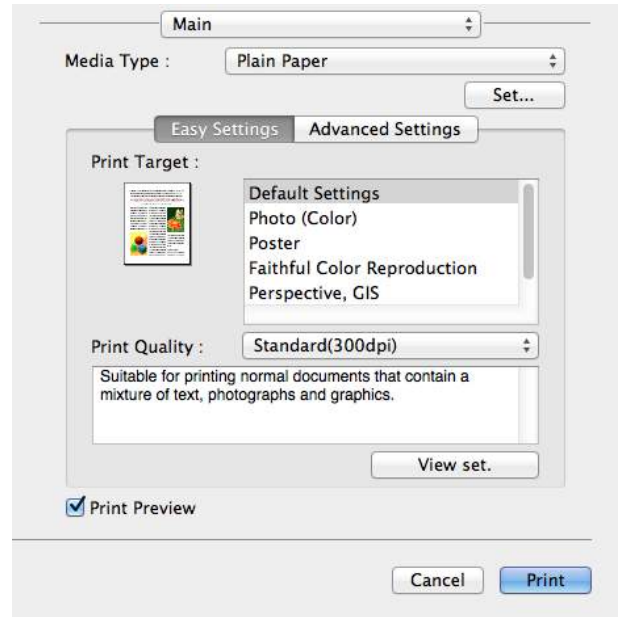 Main
Media Type : Plain Paper
Set...
Easy Settings Advanced Settings
Print Target :
Default Settings
Photo (Color)
Poster
Faithful Color Reproduction
Perspective, GIS
Print Quality : Standard(300dpi)
Suitable for printing normal documents that contain a
mixture of text, photographs and graphics.
View set.
Print Preview
Cancel Print